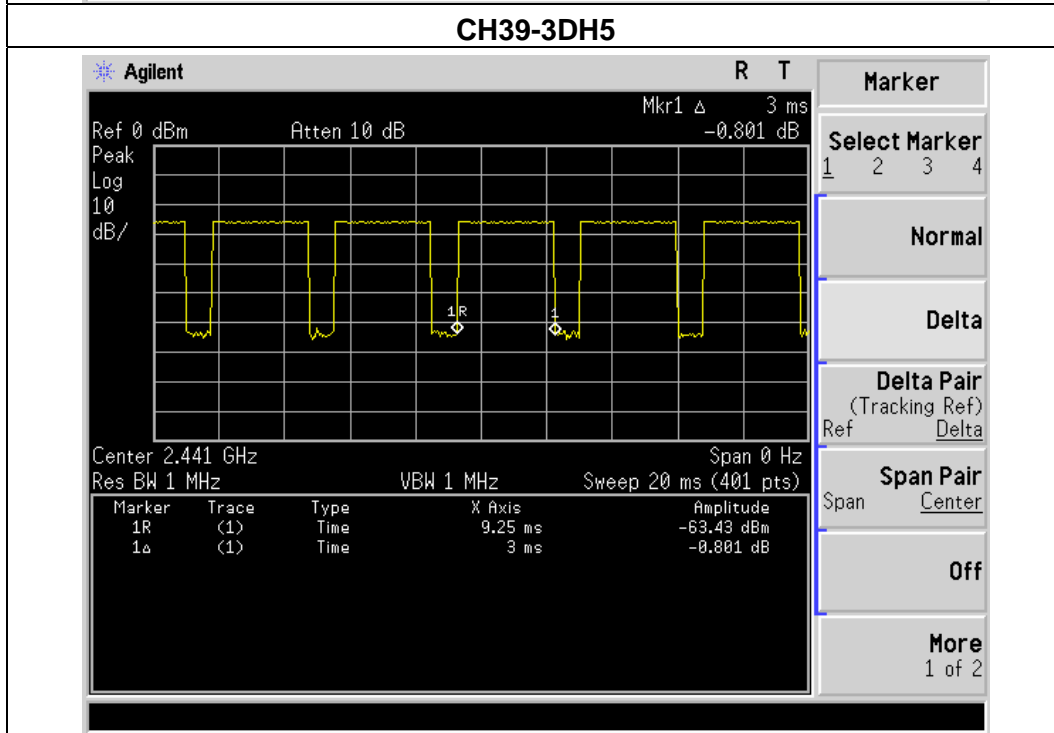 CH39-3DH5
Agilent R T
Mkr1 Δ 3 ms
Ref 0 dBm Atten 10 dB -0.801 dB
Peak
Log
10
dB/
1R 1
Center 2.441 GHz Span 0 Hz
Res BW 1 MHz VBW 1 MHz Sweep 20 ms (401 pts)
Marker Trace Type X Axis Amplitude
1R (1) Time 9.25 ms -63.43 dBm
1Δ (1) Time 3 ms -0.801 dB
Marker
Select Marker
1 2 3 4
Normal
Delta
Delta Pair
(Tracking Ref)
Ref Delta
Span Pair
Span Center
Off
More
1 of 2